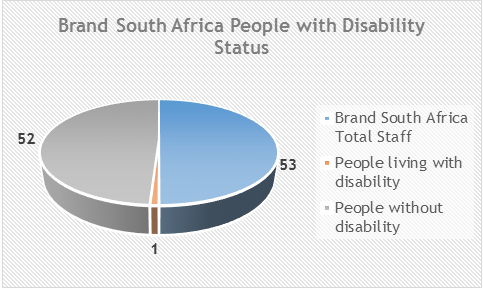 Brand South Africa People with Disability
Status
52
53
1
Brand South Africa
Total Staff
People living with
disability
People without
disability